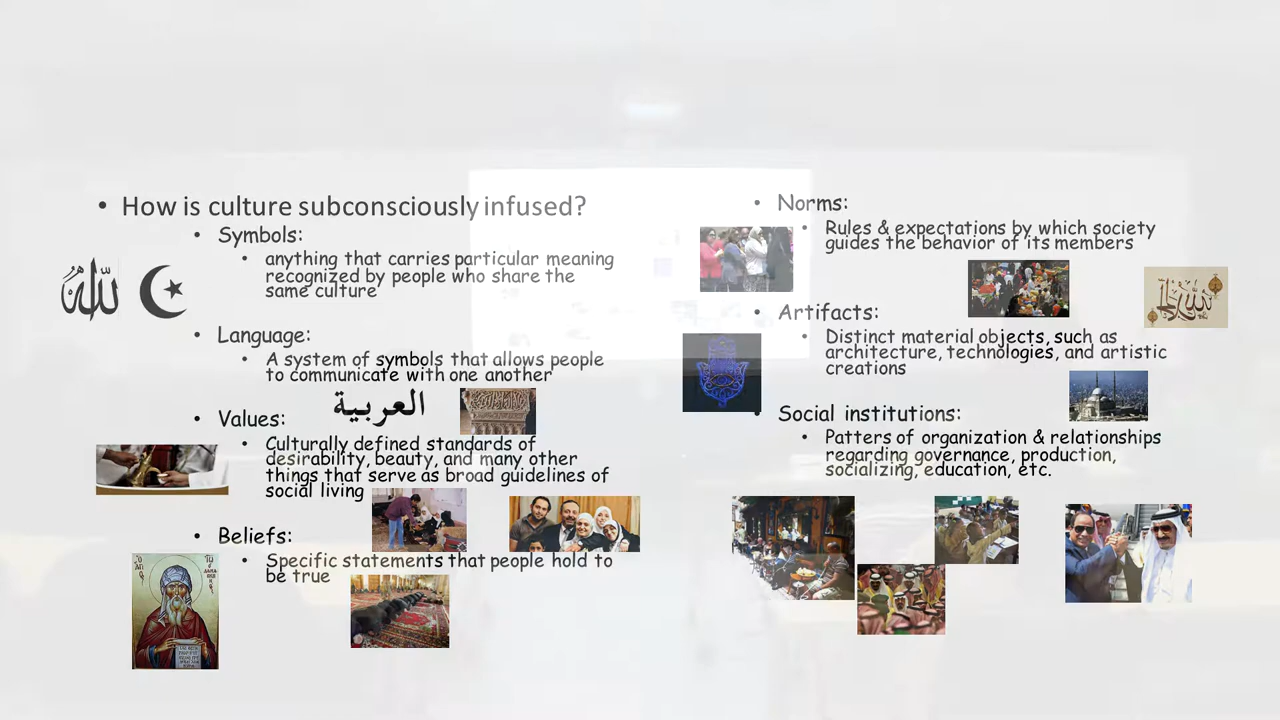 • How is culture subconsciously infused?
• Symbols:
• anything that carries particular meaning
recognized by people who share the
same culture
الله
• Language:
• A system of symbols that allows people
to communicate with one another
العربية
• Values:
• Culturally defined standards of
desirability, beauty, and many other
things that serve as broad guidelines of
social living
• Beliefs:
• Specific statements that people hold to
be true
• Norms:
• Rules & expectations by which society
guides the behavior of its members
• Artifacts:
• Distinct material objects, such as
architecture, technologies, and artistic
creations
• Social institutions:
• Patters of organization & relationships
regarding governance, production,
socializing, education, etc.